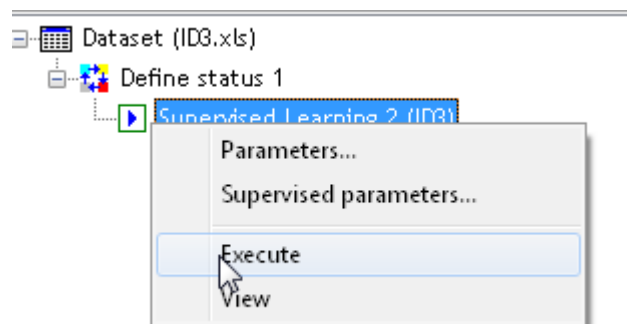 Dataset (ID3.xls)
Define status 1
Supervised Learning 2 (ID3)
Parameters...
Supervised parameters...
Execute
View